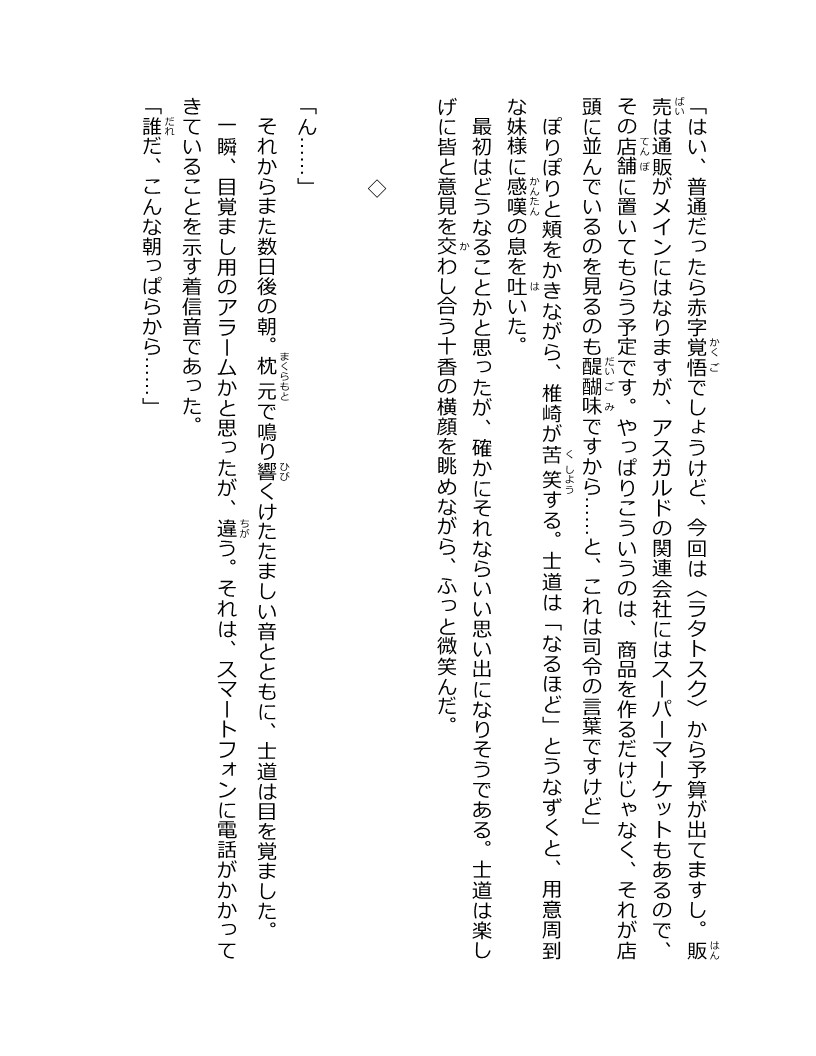 「はい、普通だったら赤字覚悟でしょうけど、今回は〈ラタトスク〉から予算が出てますし。販
売は通販がメインにはなりますが、アスガルドの関連会社にはスーパーマーケットもあるので、
その店舗に置いてもらう予定です。やっぱりこういうのは、商品を作るだけじゃなく、それが店
頭に並んでいるのを見るのも醍醐味ですから……と、これは司令の言葉ですけど」
　ぽりぽりと頬をかきながら、椎崎が苦笑する。士道は「なるほど」とうなずくと、用意周到
な妹様に感嘆の息を吐いた。
　最初はどうなることかと思ったが、確かにそれならいい思い出になりそうである。士道は楽し
げに皆と意見を交わし合う十香の横顔を眺めながら、ふっと微笑んだ。
◇
「ん……」
　それからまた数日後の朝。枕元で鳴り響くけたたましい音とともに、士道は目を覚ました。
　一瞬、目覚まし用のアラームかと思ったが、違う。それは、スマートフォンに電話がかかって
きていることを示す着信音であった。
「誰だ、こんな朝っぱらから……」